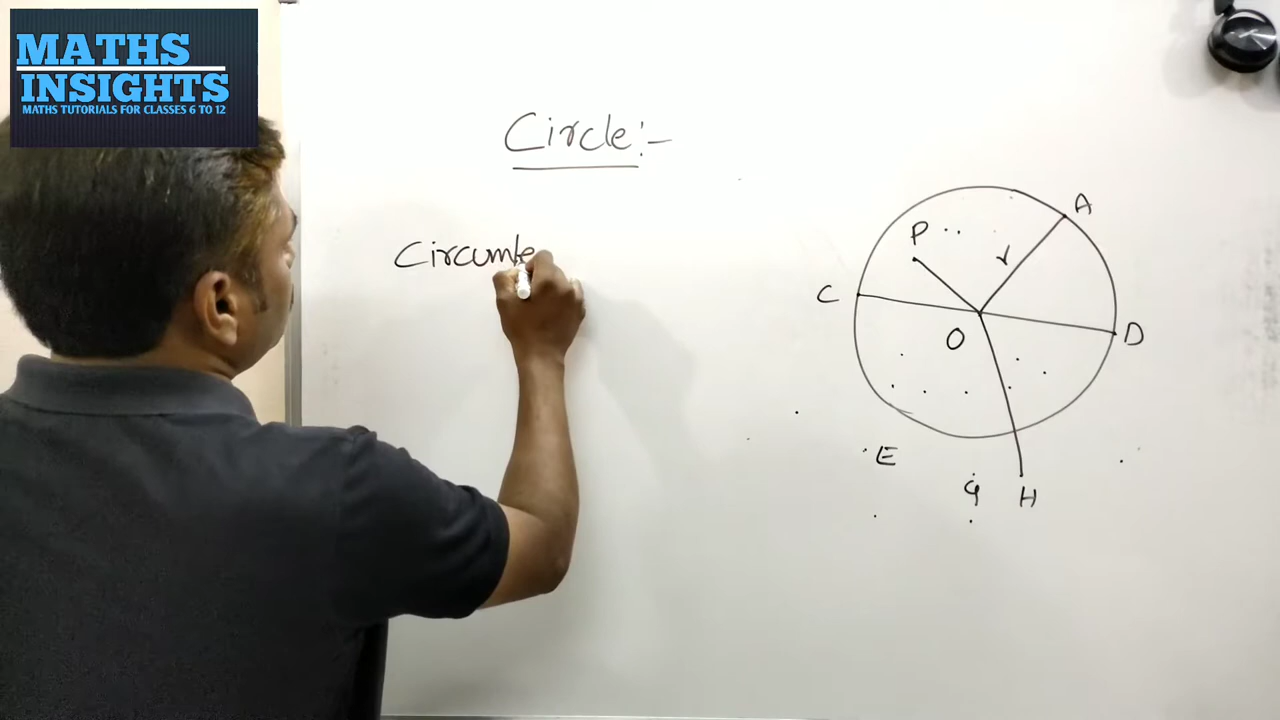 MATHS
INSIGHTS
MATHS TUTORIALS FOR CLASSES 6 TO 12
Circle:-
Circumfe
A
P
r
C
O
D
E
G
H